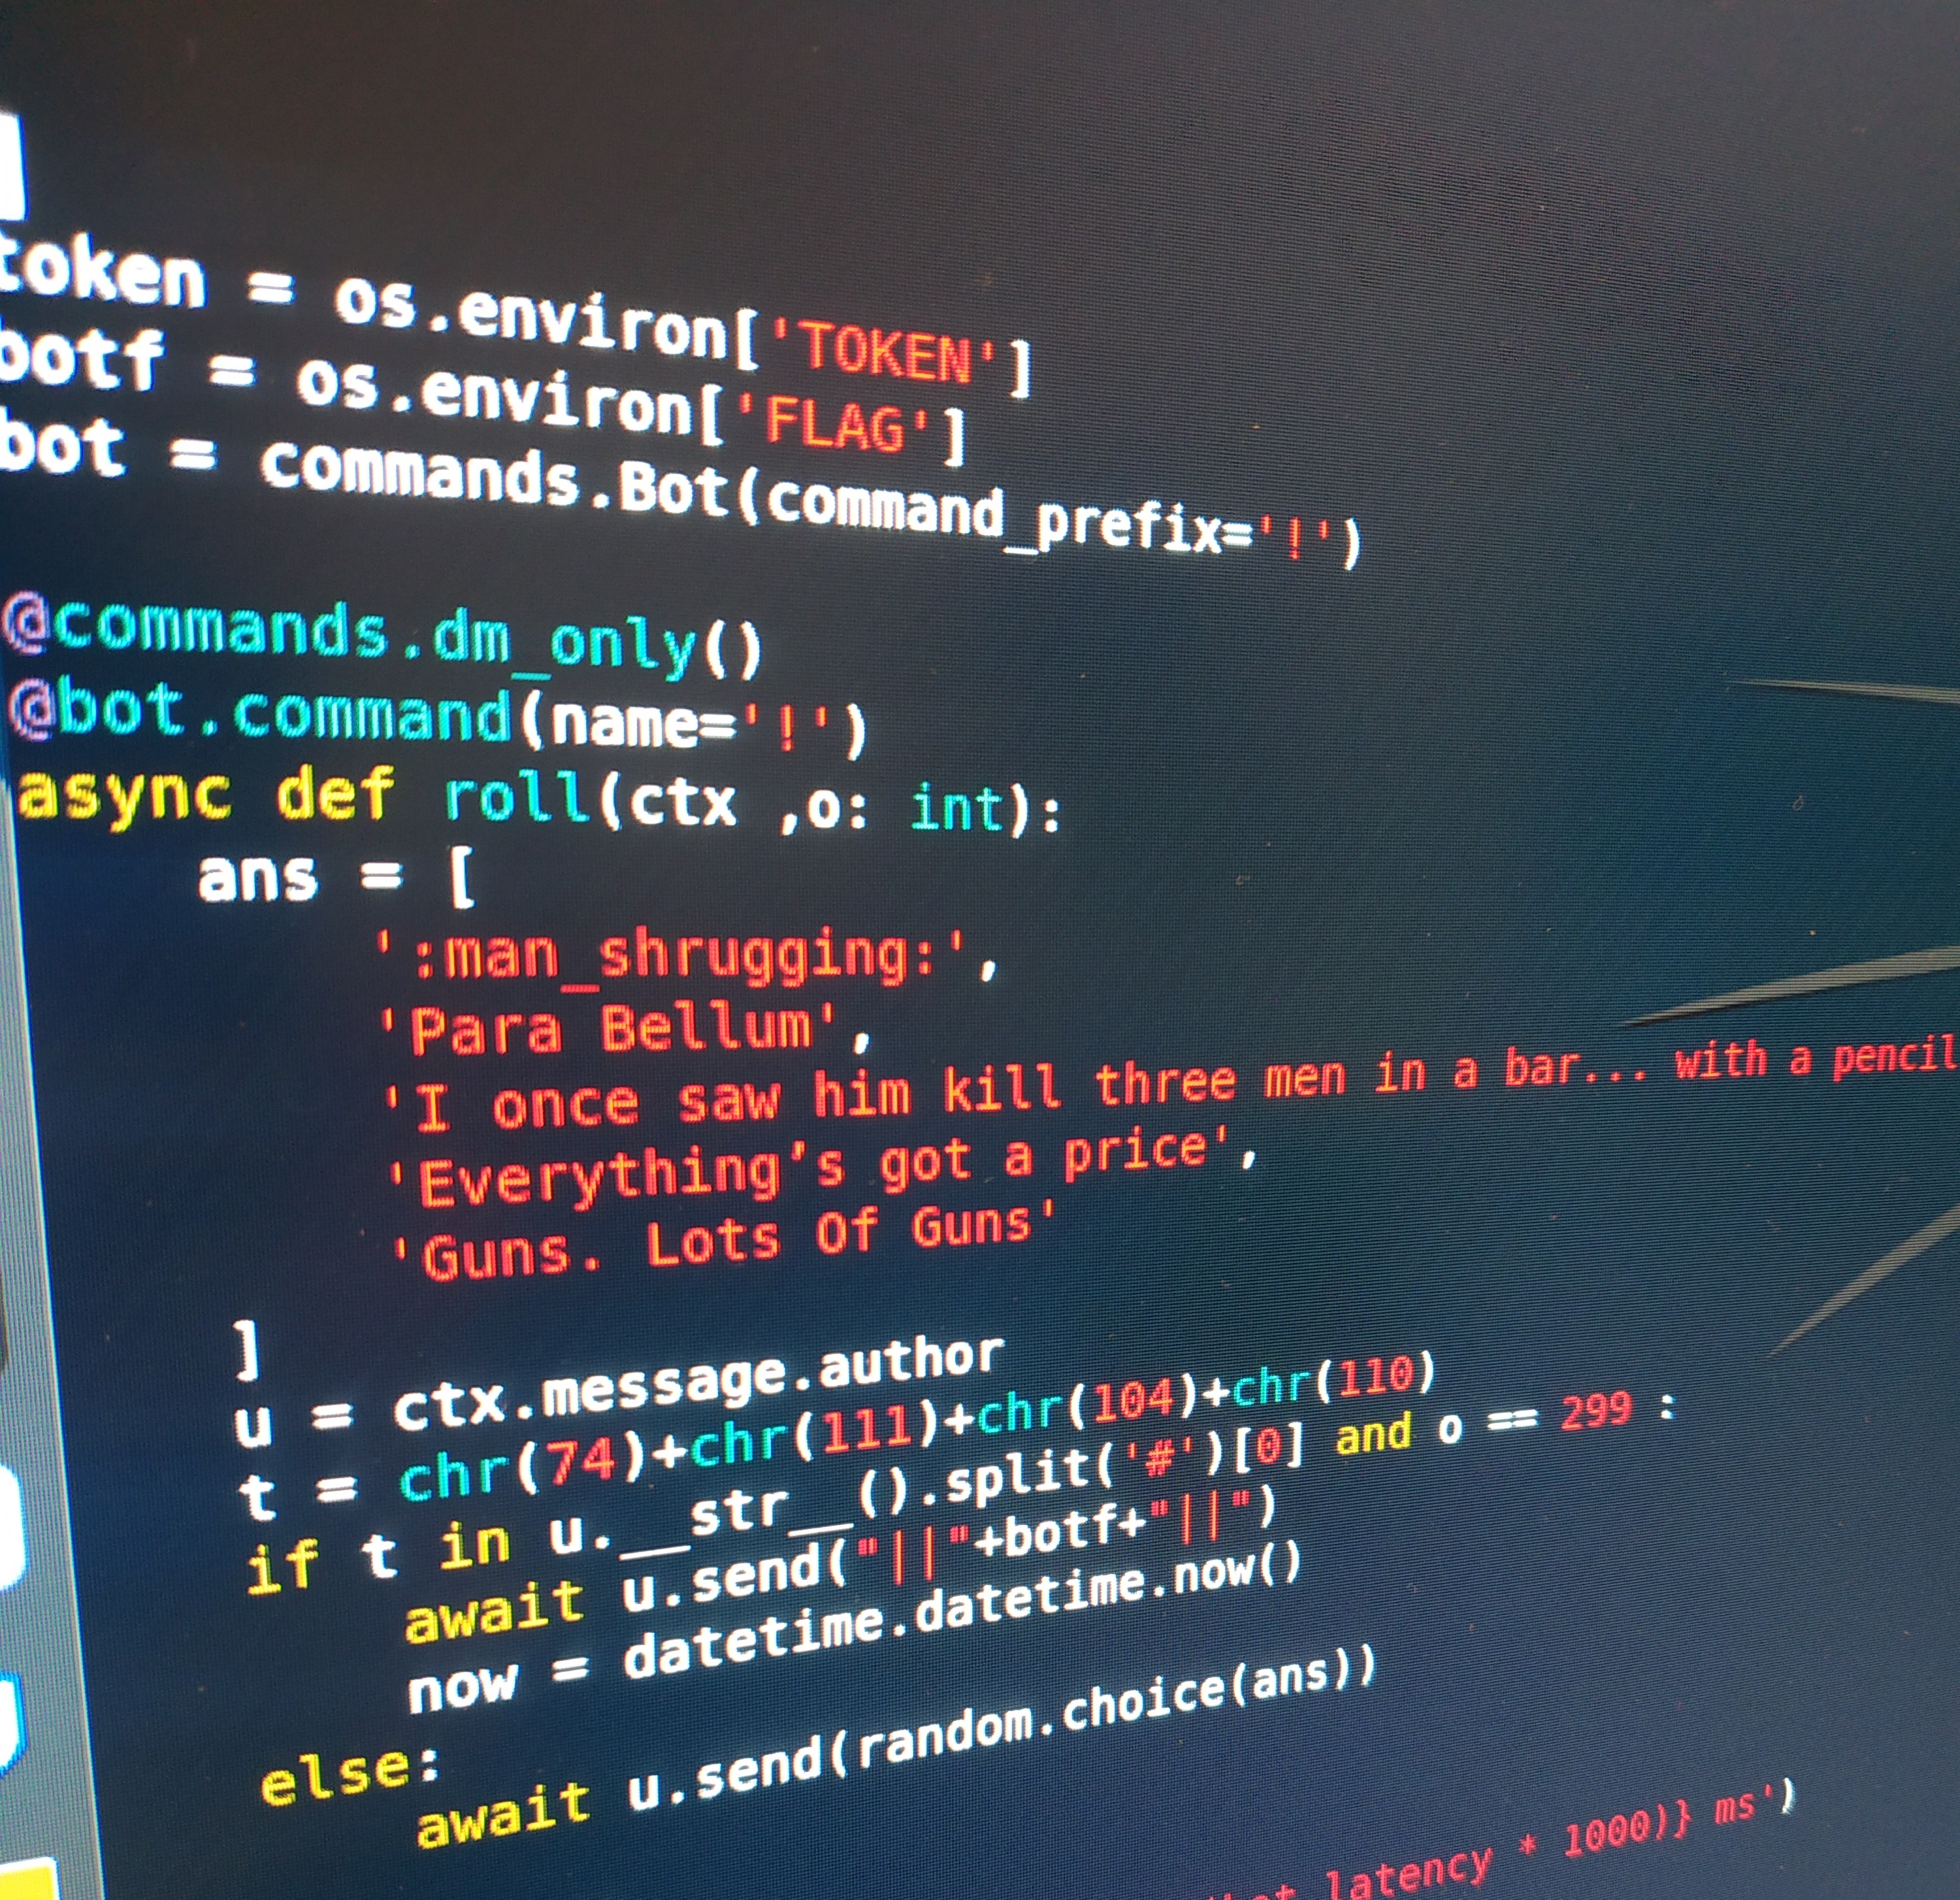 token = os.environ['TOKEN']
botf = os.environ['FLAG']
bot = commands.Bot(command_prefix='!')
@commands.dm_only()
@bot.command(name='!')
async def roll(ctx ,o: int):
ans = [
':man_shrugging:',
'Para Bellum',
'I once saw him kill three men in a bar... with a pencil
'Everything’s got a price',
'Guns. Lots Of Guns'
]
u = ctx.message.author
t = chr(74)+chr(111)+chr(104)+chr(110)
if t in u.__str__().split('#')[0] and o == 299 :
await u.send("||"+botf+"||")
now = datetime.datetime.now()
else:
await u.send(random.choice(ans))
latency * 1000)} ms')